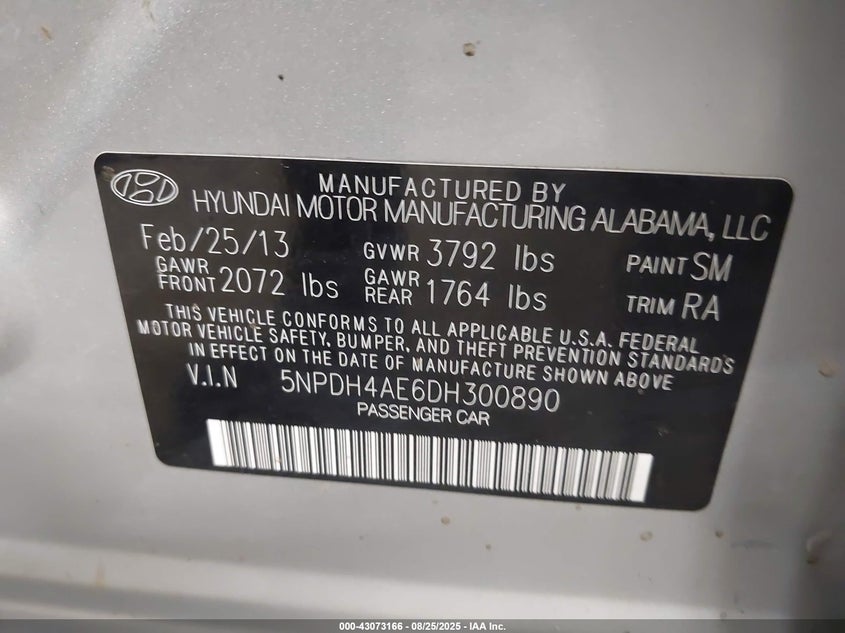 MANUFACTURED BY
HYUNDAI MOTOR MANUFACTURING ALABAMA, LLC
Feb/25/13 GVWR 3792 lbs PAINT SM
GAWR FRONT 2072 lbs GAWR REAR 1764 lbs TRIM RA
THIS VEHICLE CONFORMS TO ALL APPLICABLE U.S.A. FEDERAL
MOTOR VEHICLE SAFETY, BUMPER, AND THEFT PREVENTION STANDARDS
IN EFFECT ON THE DATE OF MANUFACTURE SHOWN ABOVE
V.I.N 5NPDH4AE6DH300890
PASSENGER CAR
000-43073166 - 08/25/2025 - IAA Inc.